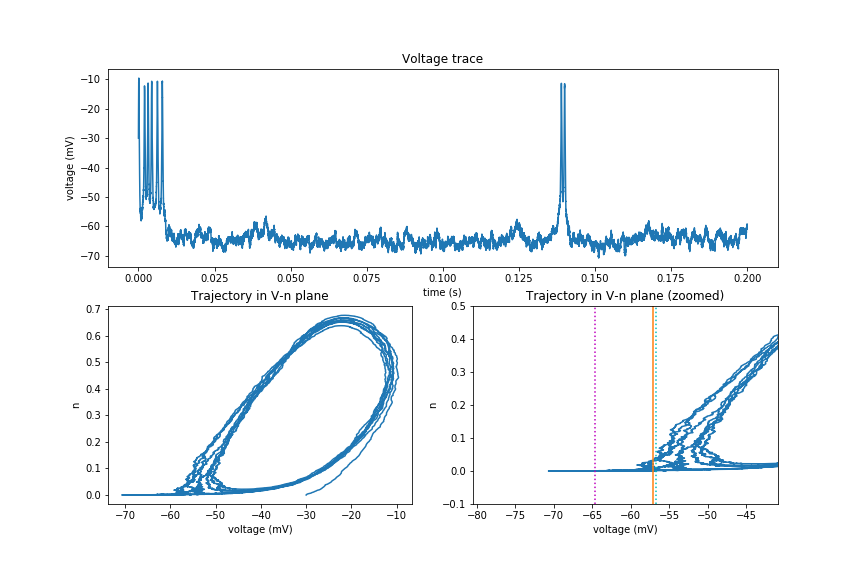 Voltage trace
−10
−20
−30
−40
−50
−60
−70
voltage (mV)
0.000 0.025 0.050 0.075 0.100 0.125 0.150 0.175 0.200
time (s)
Trajectory in V-n plane
0.7
0.6
0.5
0.4
0.3
0.2
0.1
0.0
n
−70 −60 −50 −40 −30 −20 −10
voltage (mV)
Trajectory in V-n plane (zoomed)
0.5
0.4
0.3
0.2
0.1
0.0
−0.1
n
−80 −75 −70 −65 −60 −55 −50 −45
voltage (mV)